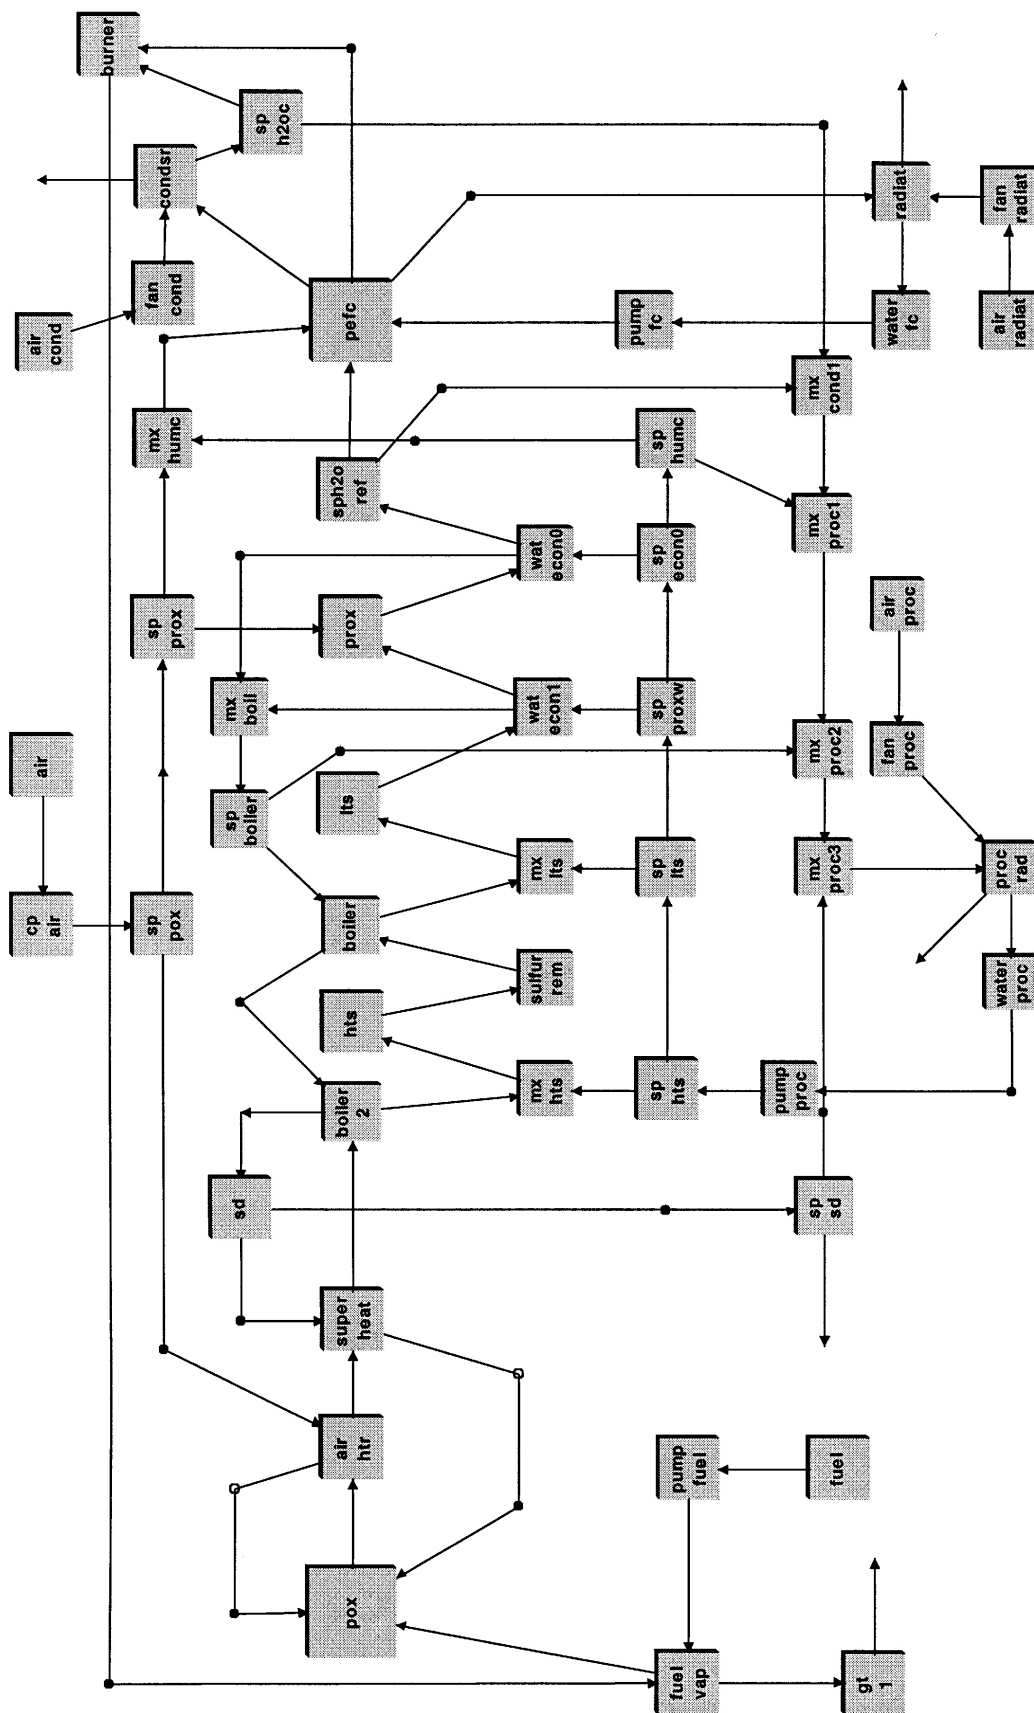 air
cp
air
burner
air
cond
fan
cond
condsr
sp
h2oc
sp
pox
sp
prox
mx
humc
sd
sp
boiler
mx
boil
pox
air
htr
super
heat
boiler
2
hts
boiler
lts
prox
sph2o
ref
pefc
mx
hts
sulfur
rem
mx
lts
wat
econ1
wat
econ0
fuel
vap
pump
fuel
sp
hts
sp
lts
sp
proxw
sp
econ0
sp
humc
pump
fc
pump
proc
fuel
sp
sd
mx
proc3
mx
proc2
mx
proc1
mx
cond1
gt
1
fan
proc
air
proc
water
fc
radiat
water
proc
proc
rad
air
radiat
fan
radiat